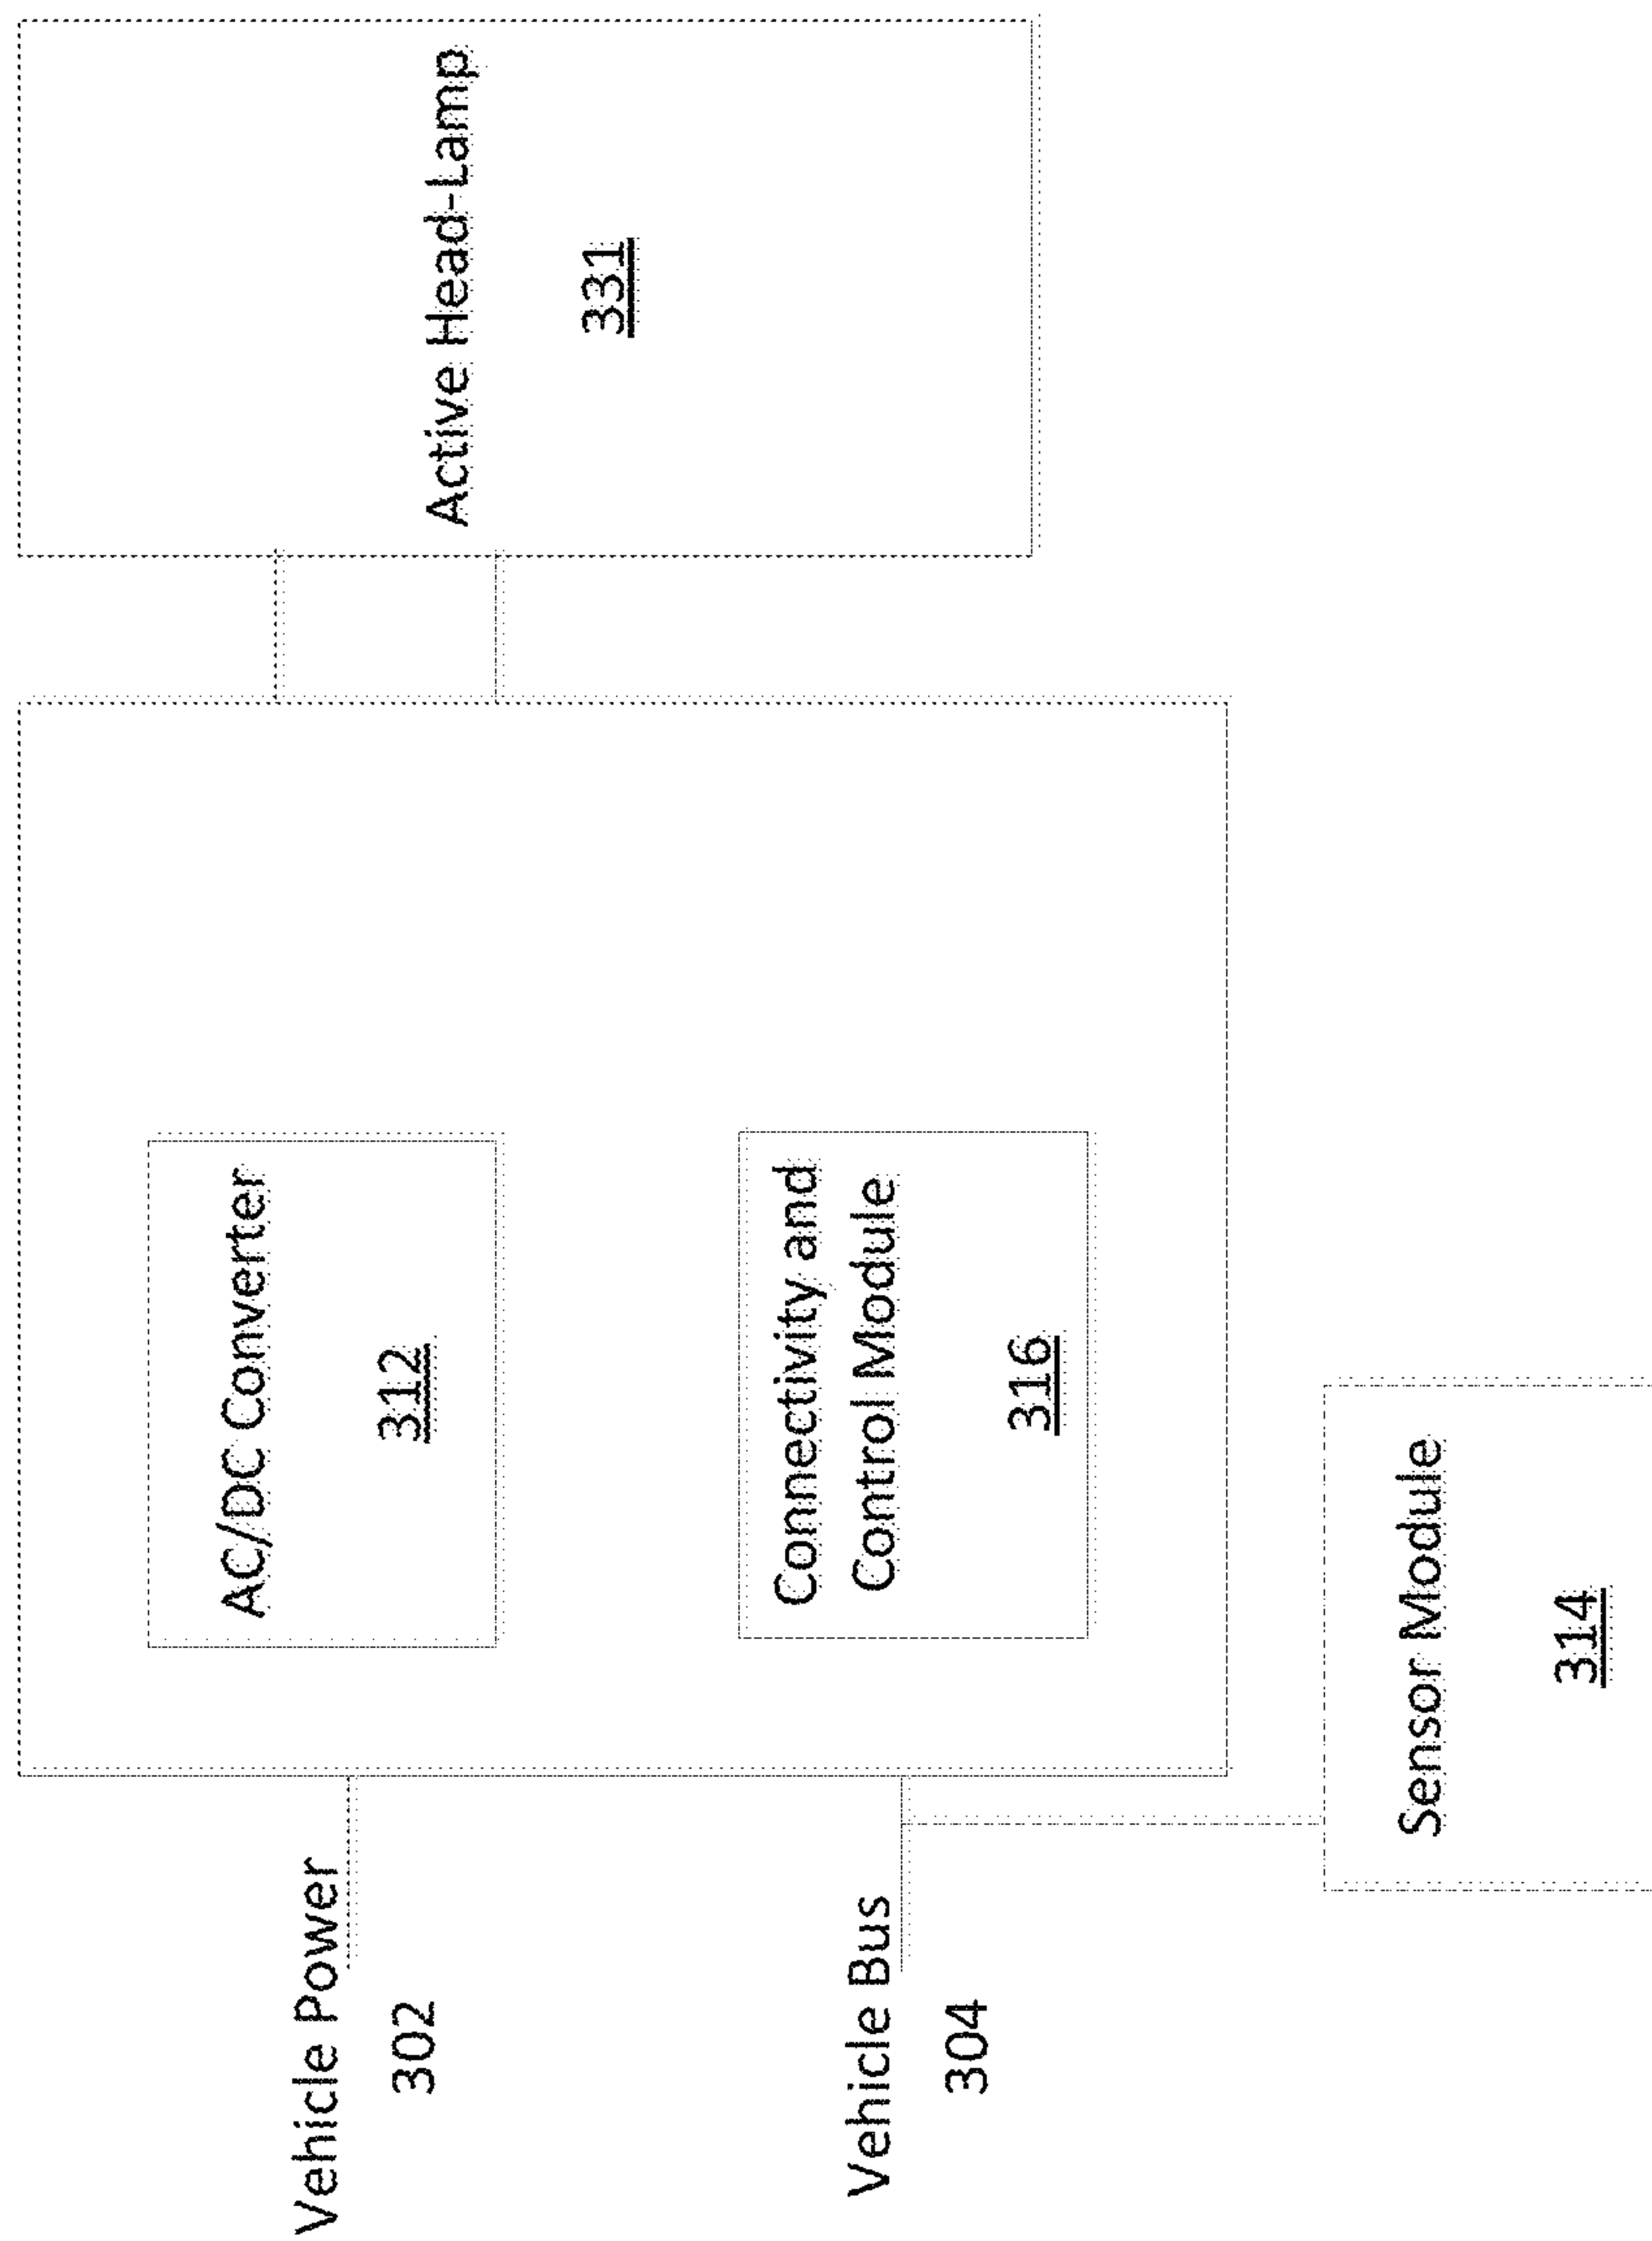 Vehicle Power
302
AC/DC Converter
312
Active Head-Lamp
331
Vehicle Bus
304
Connectivity and
Control Module
316
Sensor Module
314